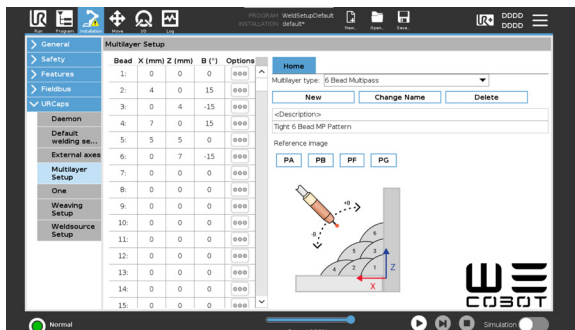 PROGRAM WeldSetupDefault
INSTALLATION default*
Run Program Installation Move I/O Log New... Open... Save...
DDDD
DDDD
General
Safety
Features
Fieldbus
URCaps
Daemon
Default
welding se...
External axes
Multilayer
Setup
One
Weaving
Setup
Weldsource
Setup
Multilayer Setup
Bead X (mm) Z (mm) B (°) Options
1: 0 0 0
2: 4 0 15
3: 0 4 -15
4: 7 0 15
5: 5 5 0
6: 0 7 -15
7: 0 0 0
8: 0 0 0
9: 0 0 0
10: 0 0 0
11: 0 0 0
12: 0 0 0
13: 0 0 0
14: 0 0 0
15: 0 0 0
Home
Multilayer type: 6 Bead Multipass
New Change Name Delete
<Description>
Tight 6 Bead MP Pattern
Reference image
PA PB PF PG
+B
-B
6
5 3
4 2 1
Z
X
COBOT
Normal
Simulation